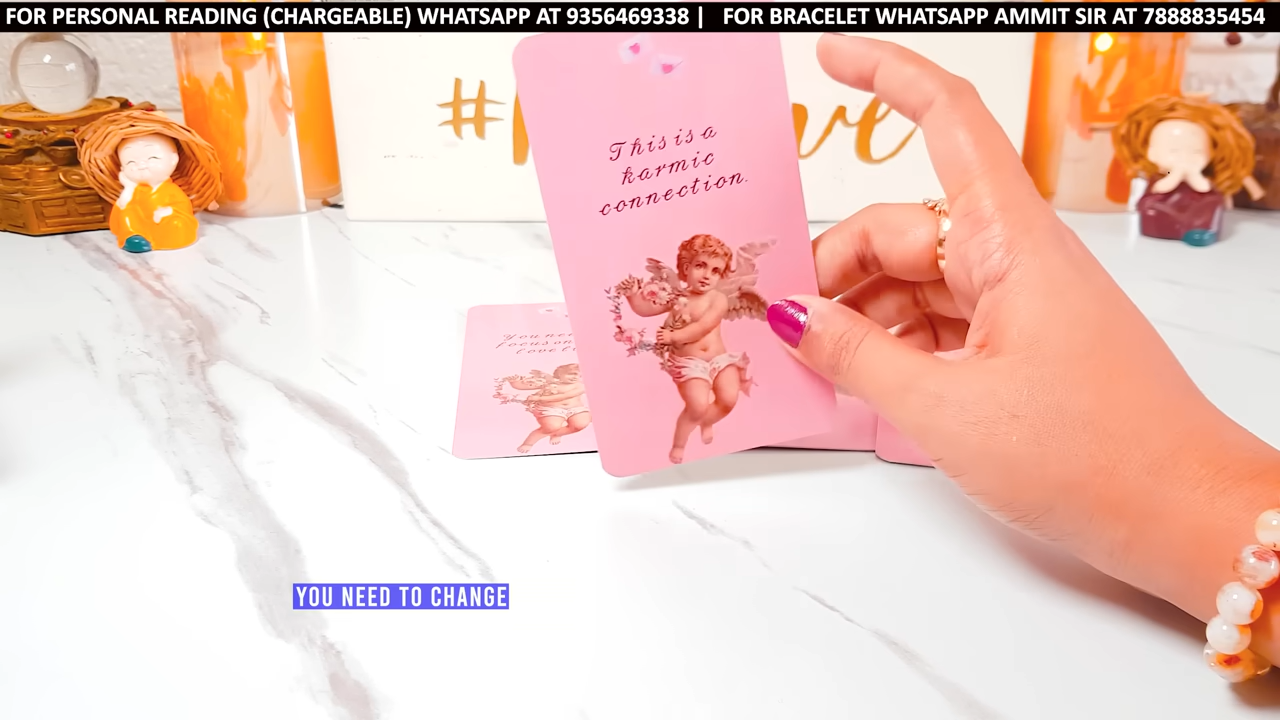 FOR PERSONAL READING (CHARGEABLE) WHATSAPP AT 9356469338 | FOR BRACELET WHATSAPP AMMIT SIR AT 7888835454
This is a
karmic
connection.
YOU NEED TO CHANGE